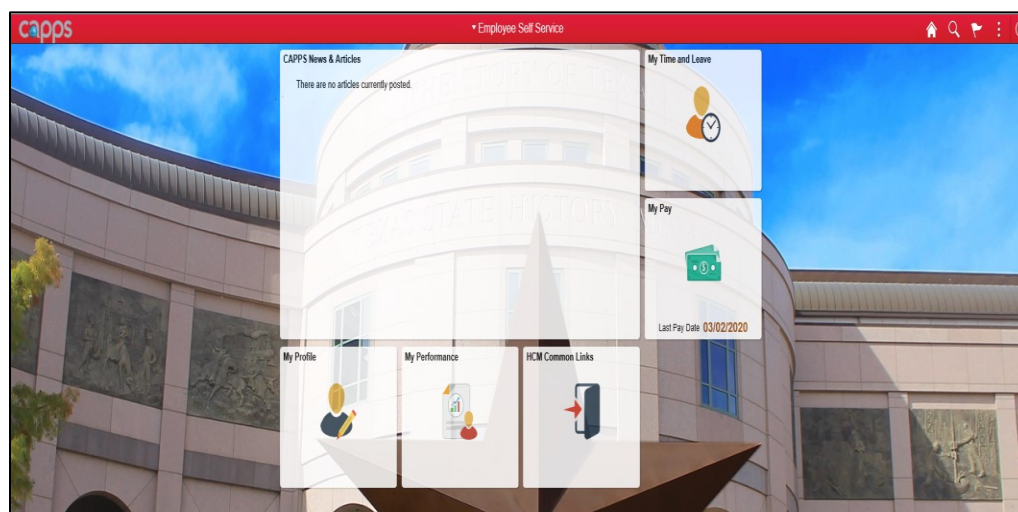 capps
Employee Self Service
CAPPS News & Articles
There are no articles currently posted.
My Time and Leave
My Pay
Last Pay Date 03/02/2020
My Profile
My Performance
HCM Common Links